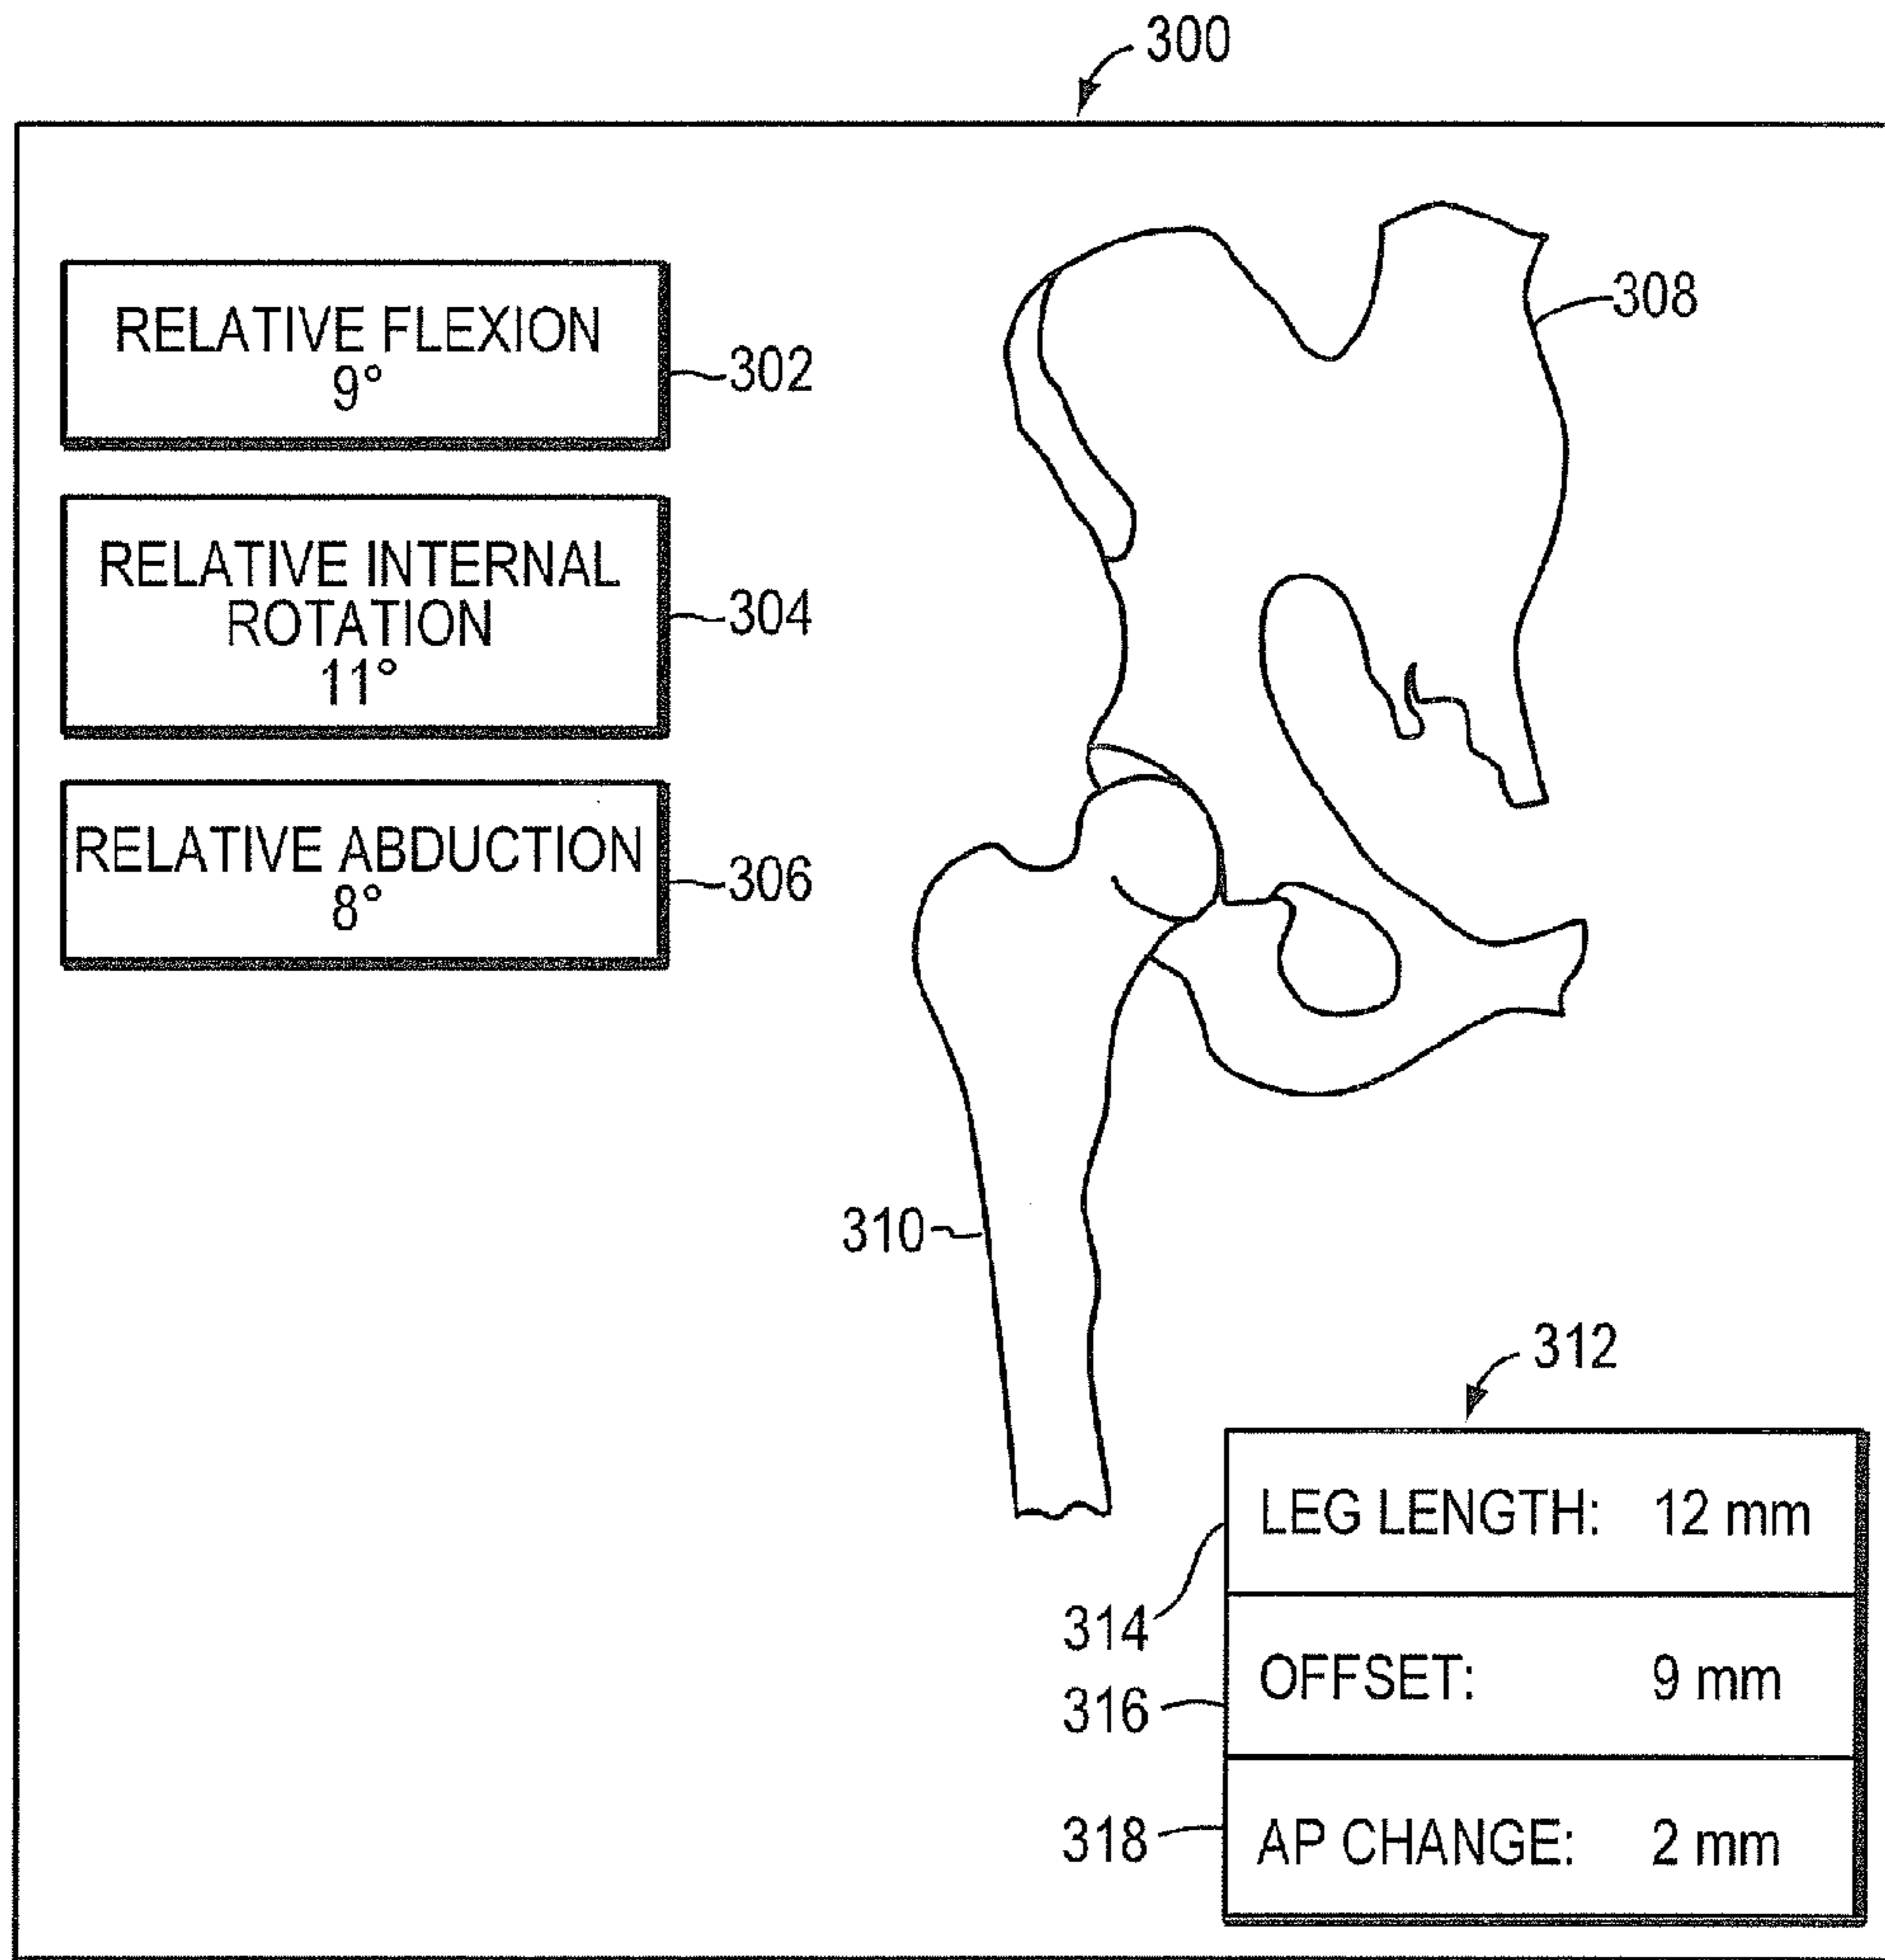 300
RELATIVE FLEXION
9°
302
308
RELATIVE INTERNAL
ROTATION
11°
304
RELATIVE ABDUCTION
8°
306
310
312
LEG LENGTH: 12 mm
314
OFFSET: 9 mm
316
AP CHANGE: 2 mm
318